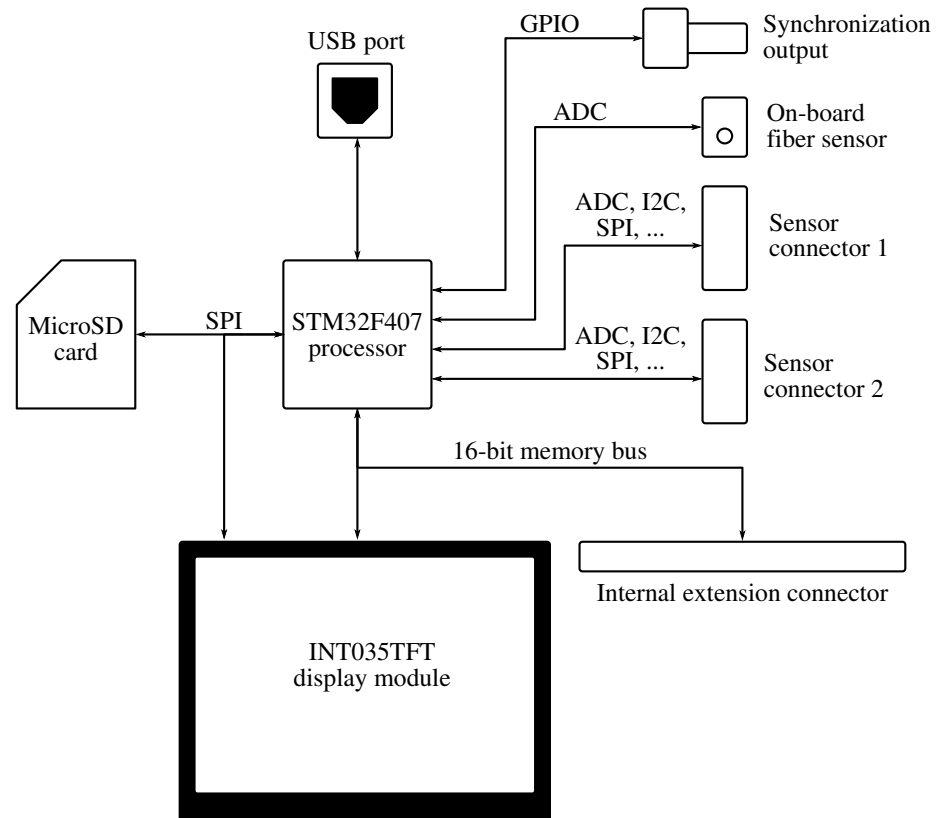 GPIO
Synchronization
output
USB port
ADC
On-board
fiber sensor
ADC, I2C,
SPI, ...
Sensor
connector 1
MicroSD
card
SPI
STM32F407
processor
ADC, I2C,
SPI, ...
Sensor
connector 2
16-bit memory bus
Internal extension connector
INT035TFT
display module